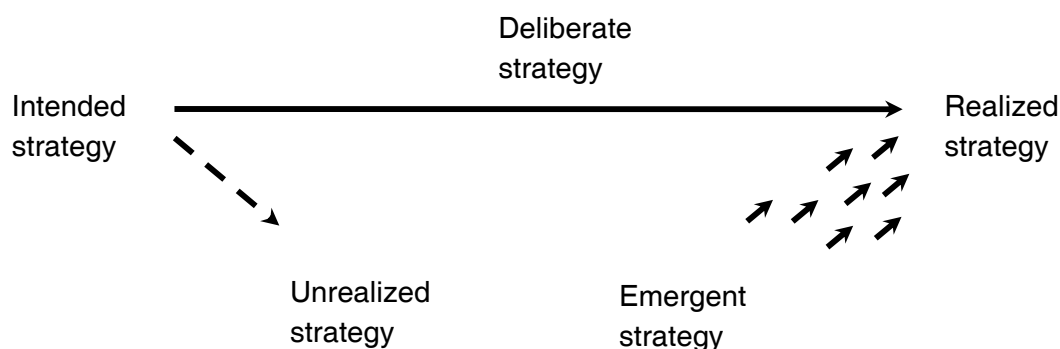 Deliberate
strategy
Intended
strategy
Realized
strategy
Unrealized
strategy
Emergent
strategy